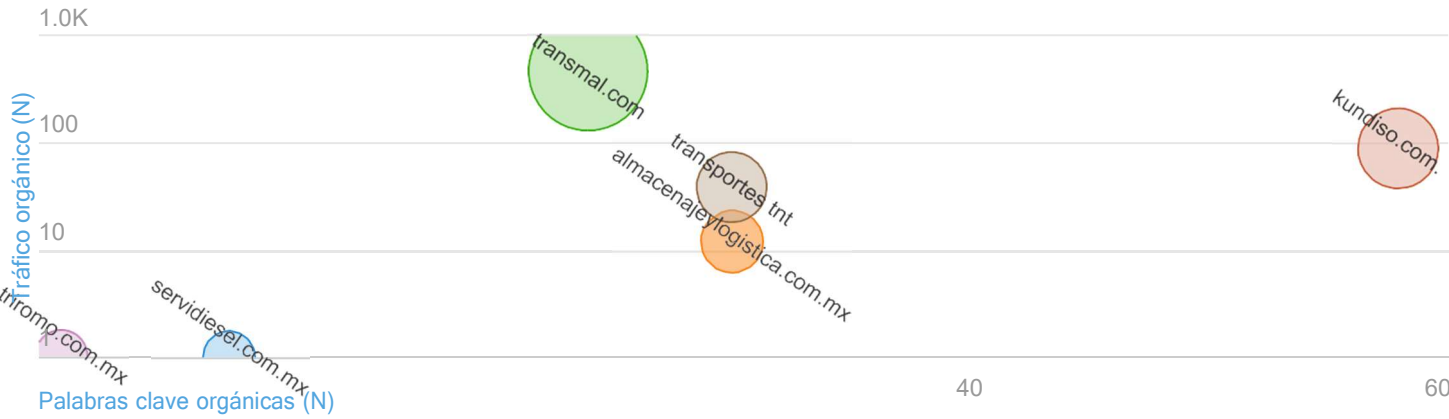 1.0K
transmal.com
kundiso.com.
100
transportes tnt
almacenajeylogistica.com.mx
Tráfico orgánico (N)
10
servidiesel.com.mx
thromo.com.mx
1
40
60
Palabras clave orgánicas (N)